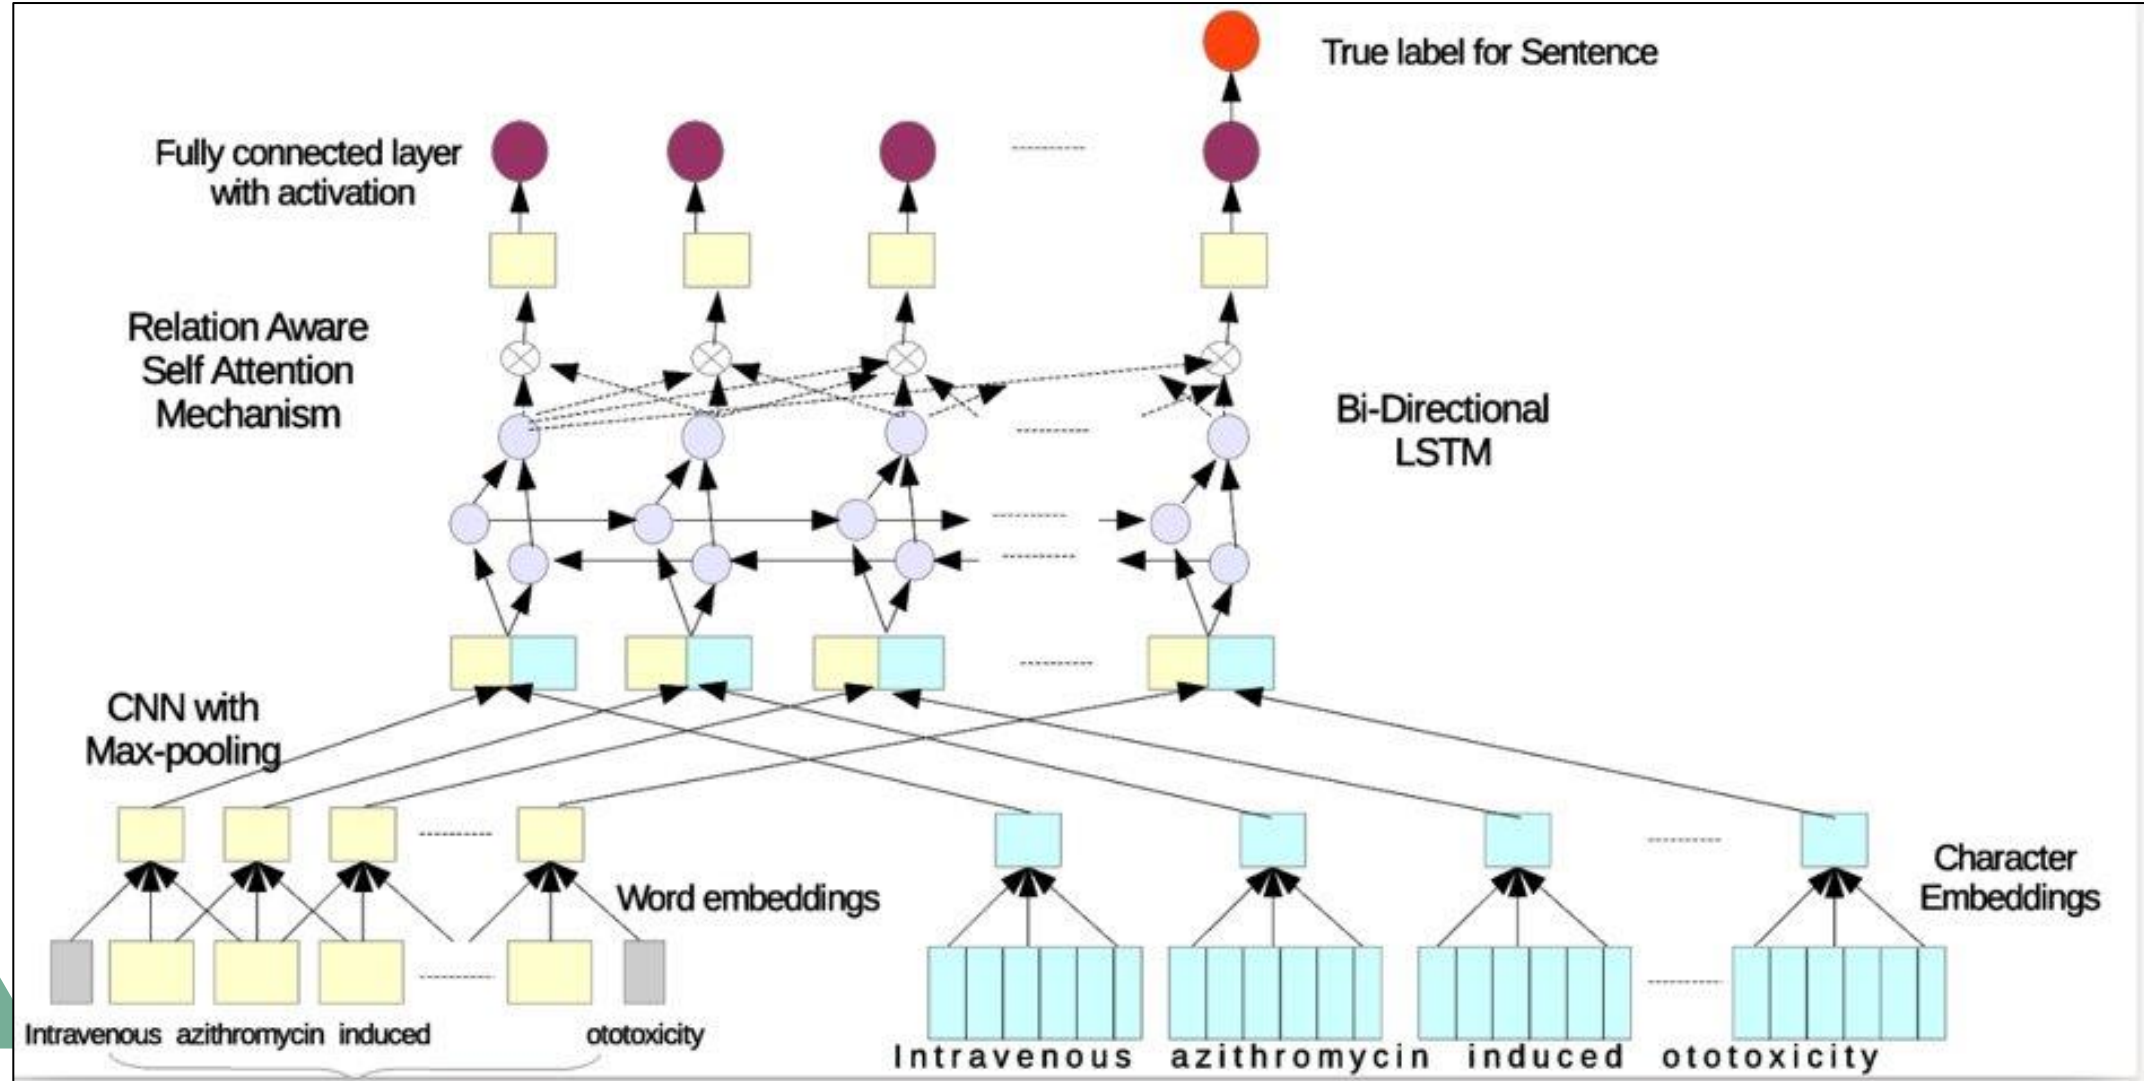 True label for Sentence
Fully connected layer
with activation
Relation Aware
Self Attention
Mechanism
Bi-Directional
LSTM
CNN with
Max-pooling
Word embeddings
Character
Embeddings
Intravenous azithromycin induced ototoxicity
Intravenous azithromycin induced ototoxicity